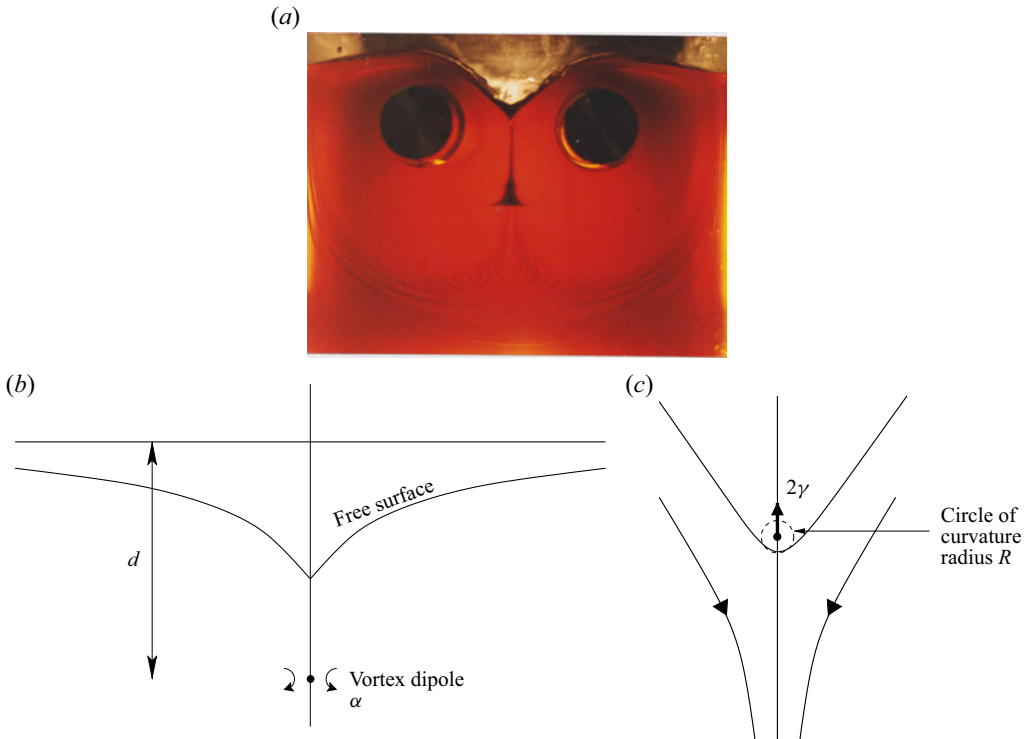 (a)
(b)
(c)
d
Free surface
Vortex dipole
α
2γ
Circle of
curvature
radius R